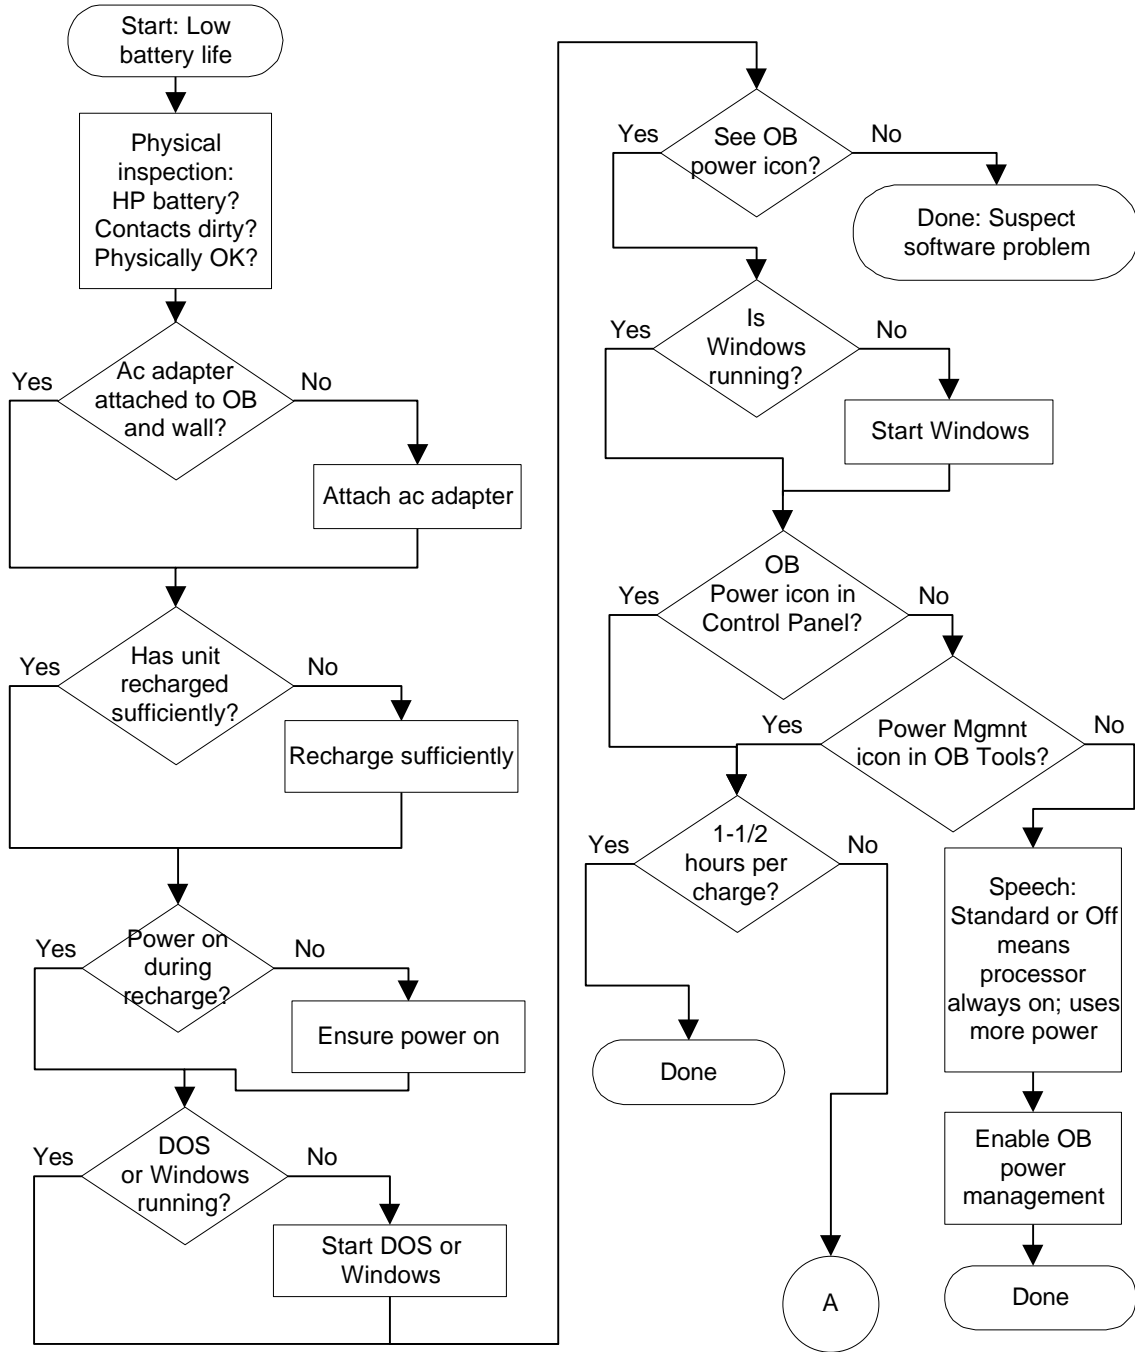 Start: Low
battery life
Physical
inspection:
HP battery?
Contacts dirty?
Physically OK?
Ac adapter
attached to OB
and wall?
Yes
No
Attach ac adapter
Has unit
recharged
sufficiently?
Yes
No
Recharge sufficiently
Power on
during
recharge?
Yes
No
Ensure power on
DOS
or Windows
running?
Yes
No
Start DOS or
Windows
See OB
power icon?
Yes
No
Done: Suspect
software problem
Is
Windows
running?
Yes
No
Start Windows
OB
Power icon in
Control Panel?
Yes
No
Power Mgmnt
icon in OB Tools?
Yes
No
1-1/2
hours per
charge?
Yes
No
Done
A
Speech:
Standard or Off
means
processor
always on; uses
more power
Enable OB
power
management
Done